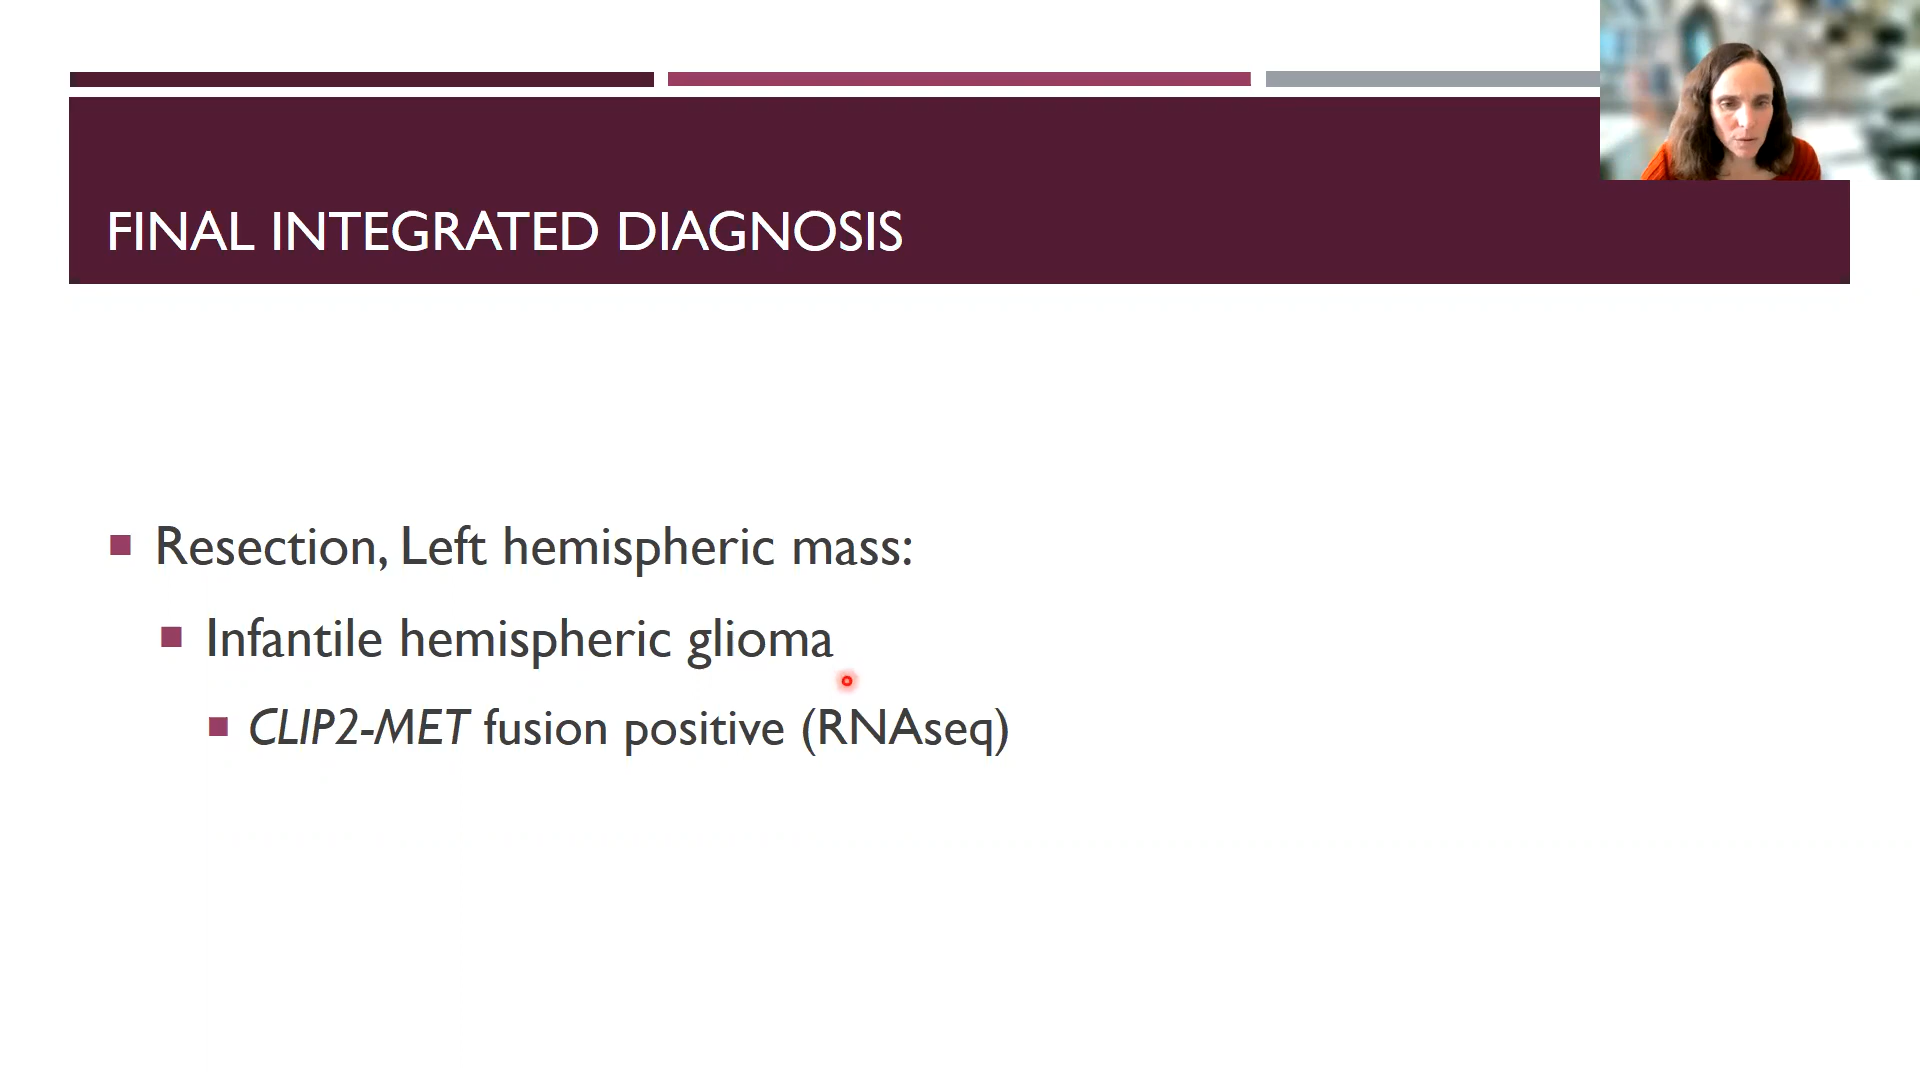 FINAL INTEGRATED DIAGNOSIS
Resection, Left hemispheric mass:
Infantile hemispheric glioma
CLIP2-MET fusion positive (RNAseq)